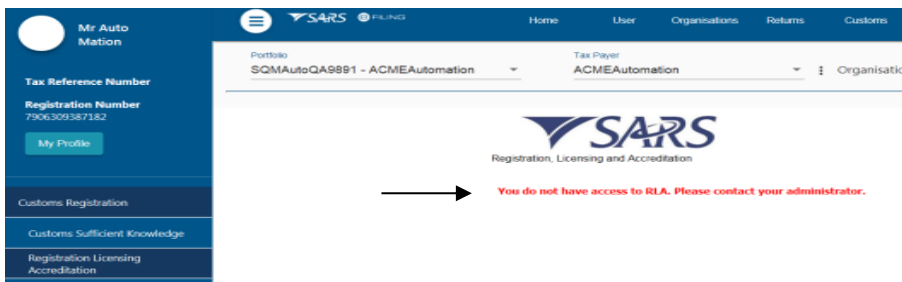 Mr Auto
Mation
Tax Reference Number
Registration Number
7906309387182
My Profile
Customs Registration
Customs Sufficient Knowledge
Registration Licensing
Accreditation
SARS eFILING
Home User Organisations Returns Customs
Portfolio
SQMAutoQA9891 - ACMEAutomation
Tax Payer
ACMEAutomation
Organisatio
SARS
Registration, Licensing and Accreditation
You do not have access to RLA. Please contact your administrator.